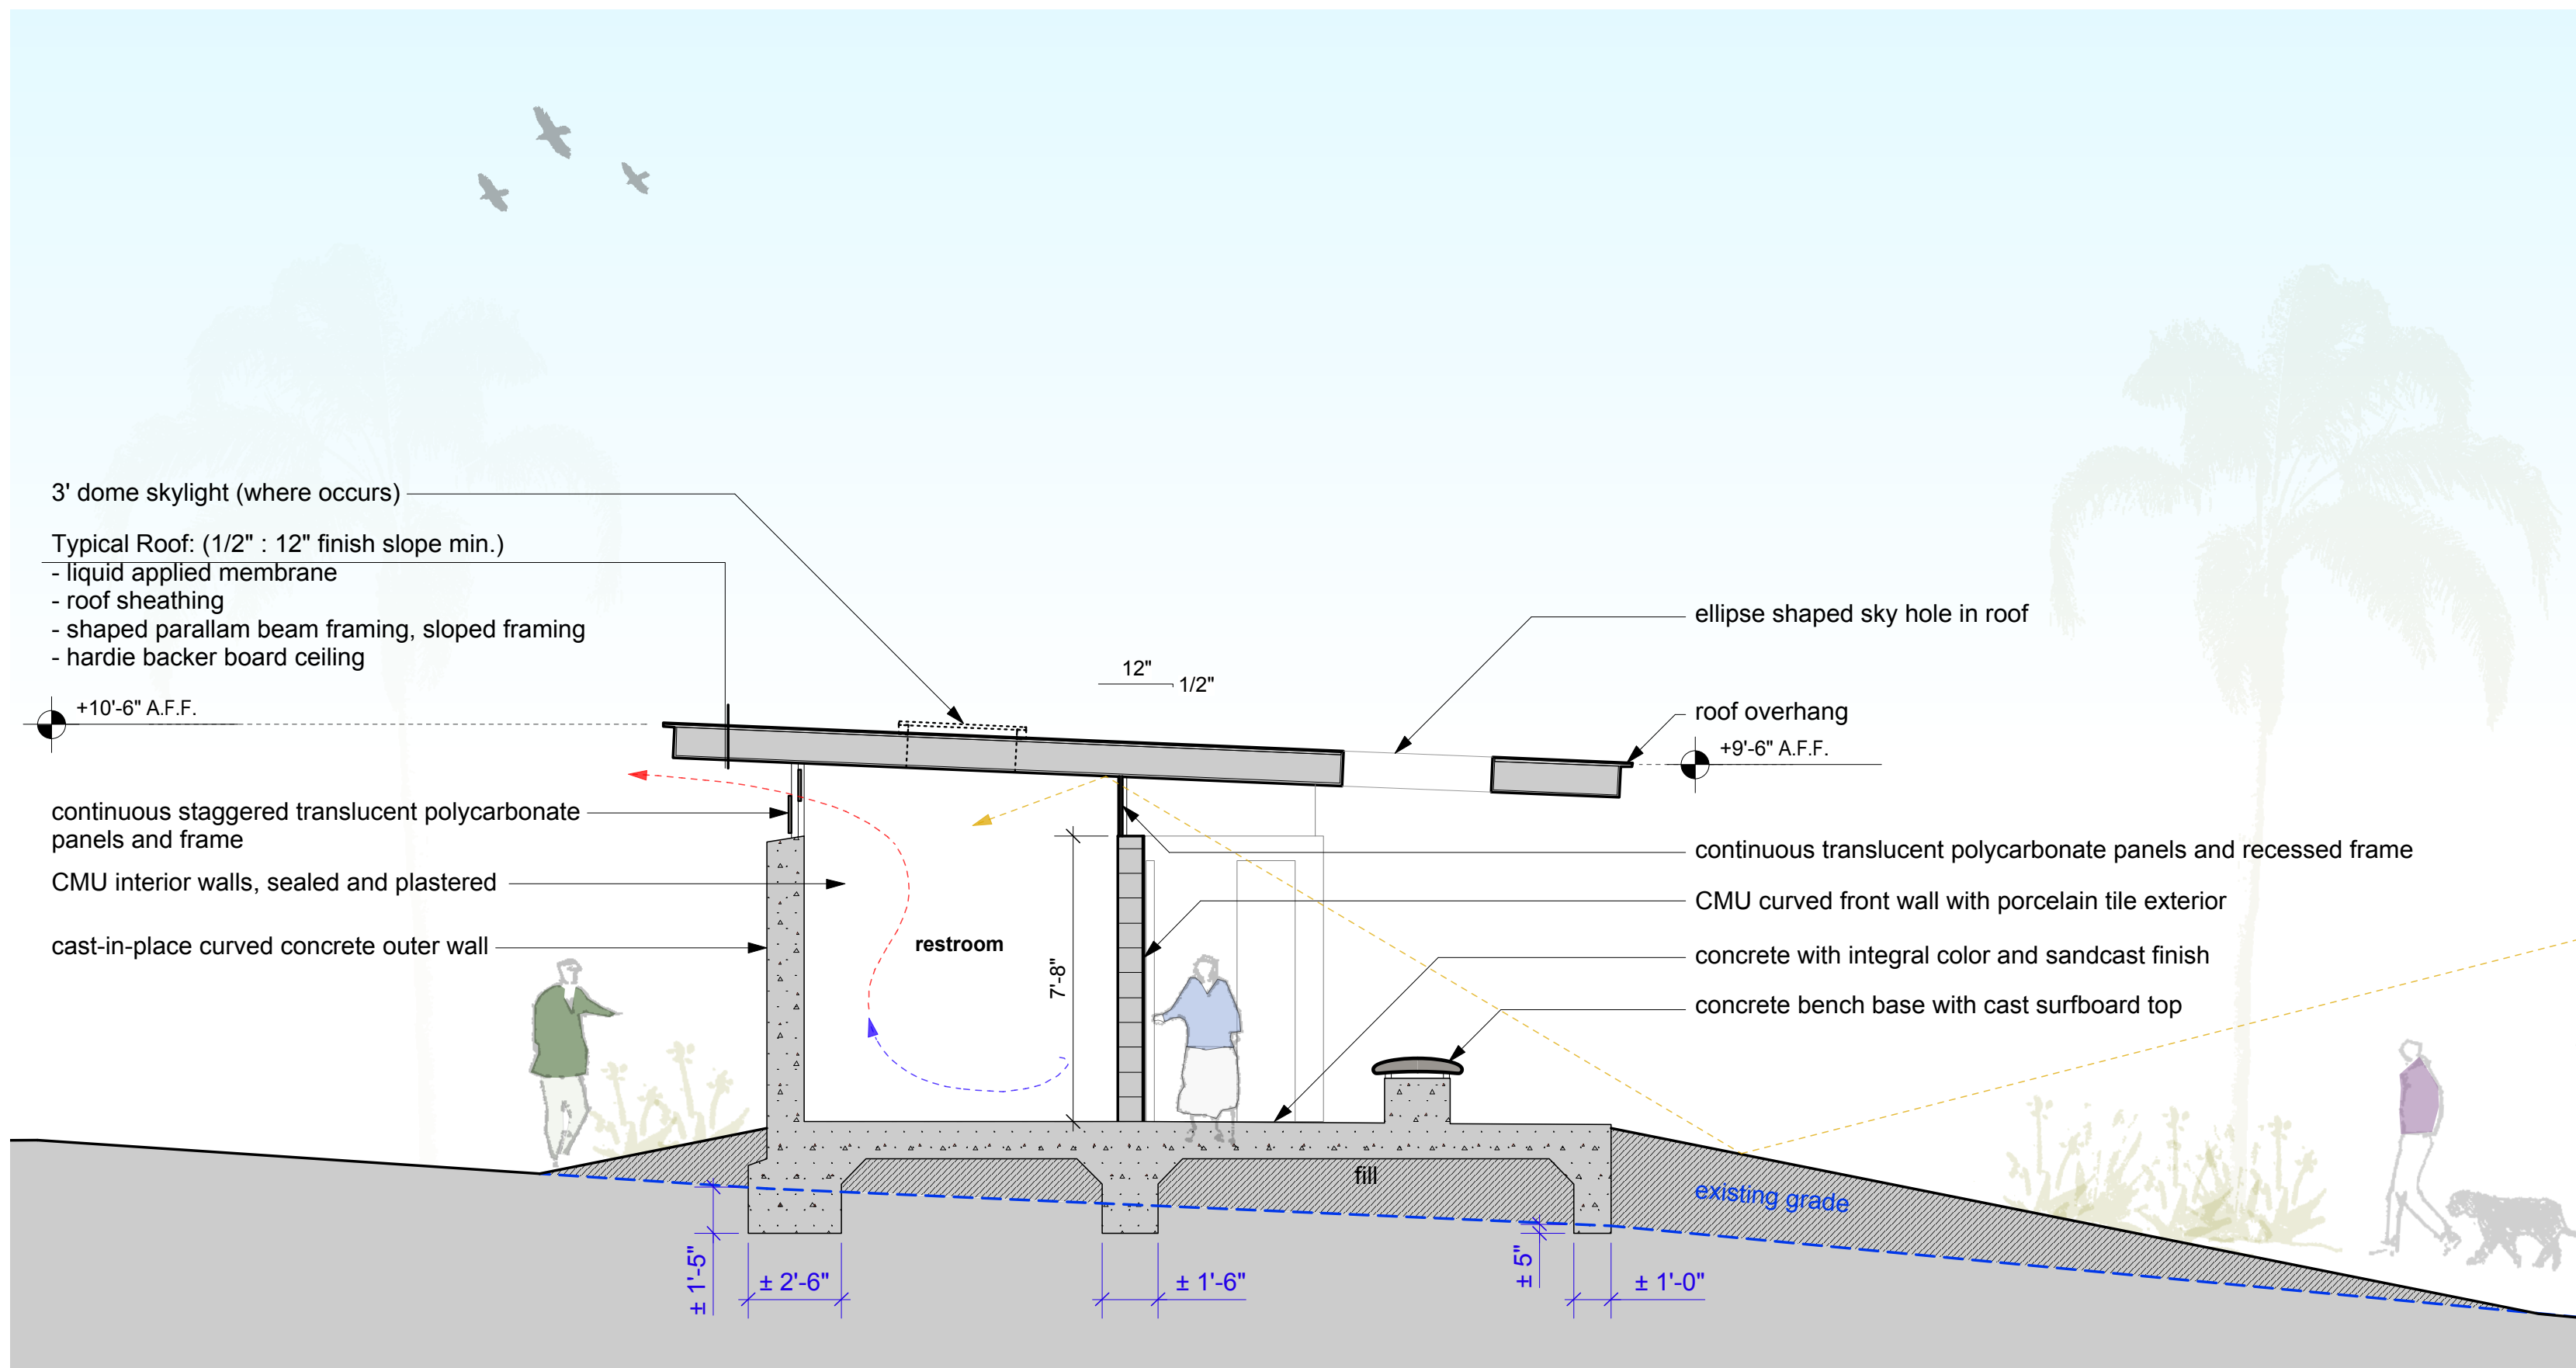 3' dome skylight (where occurs)
Typical Roof: (1/2" : 12" finish slope min.)
- liquid applied membrane
- roof sheathing
- shaped parallam beam framing, sloped framing
- hardie backer board ceiling
+10'-6" A.F.F.
continuous staggered translucent polycarbonate
panels and frame
CMU interior walls, sealed and plastered
cast-in-place curved concrete outer wall
12"
1/2"
restroom
7'-8"
ellipse shaped sky hole in roof
roof overhang
+9'-6" A.F.F.
continuous translucent polycarbonate panels and recessed frame
CMU curved front wall with porcelain tile exterior
concrete with integral color and sandcast finish
concrete bench base with cast surfboard top
fill
existing grade
± 1'-5"
± 2'-6"
± 1'-6"
± 5"
± 1'-0"